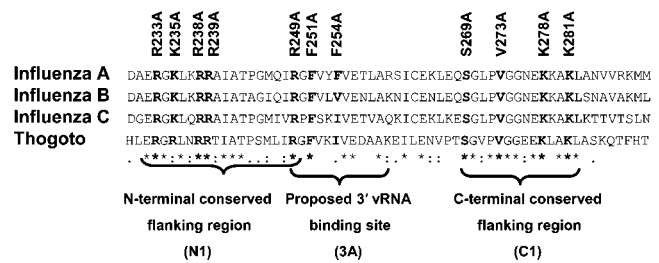 R233A K235A R238A R239A R249A F251A F254A S269A V273A K278A K281A
Influenza A DAERGKLKRRAIATPGMQIRGFVYFVETLARSICEKLEQSGLPVGGNEKKAKLANVVRKMM
Influenza B DAERGKLKRRAIATAGIQIRGFVLVVENLAKNICENLEQSGLPVGGNEKKAKLSNAVAKML
Influenza C DGERGKLQRRAIATPGMIVRPFSKIVETVAQKICEKLKESGLPVGGNEKKAKLKTTVTSLN
Thogoto HLERGRLNRRTIATPSMLIRGFVKIVEDAAKEILENVPTSGVPVGGEEKLAKLASKQTFHT
N-terminal conserved Proposed 3' vRNA C-terminal conserved
flanking region binding site flanking region
(N1) (3A) (C1)